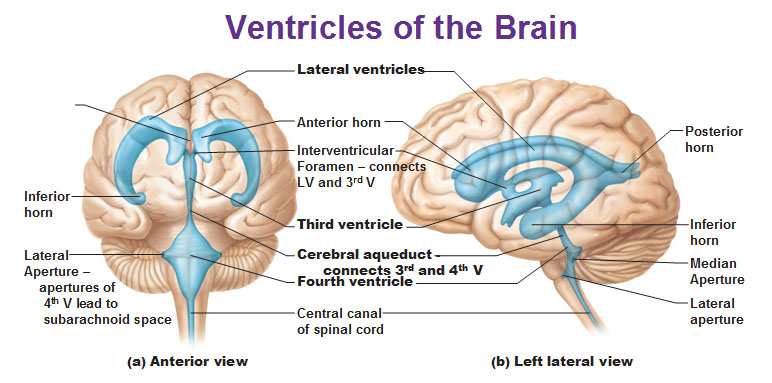 Ventricles of the Brain
Lateral ventricles
Anterior horn
Interventricular
Foramen – connects
LV and 3rd V
Third ventricle
Cerebral aqueduct -
connects 3rd and 4th V
Fourth ventricle
Central canal
of spinal cord
Inferior
horn
Lateral
Aperture –
apertures of
4th V lead to
subarachnoid space
Posterior
horn
Inferior
horn
Median
Aperture
Lateral
aperture
(a) Anterior view
(b) Left lateral view